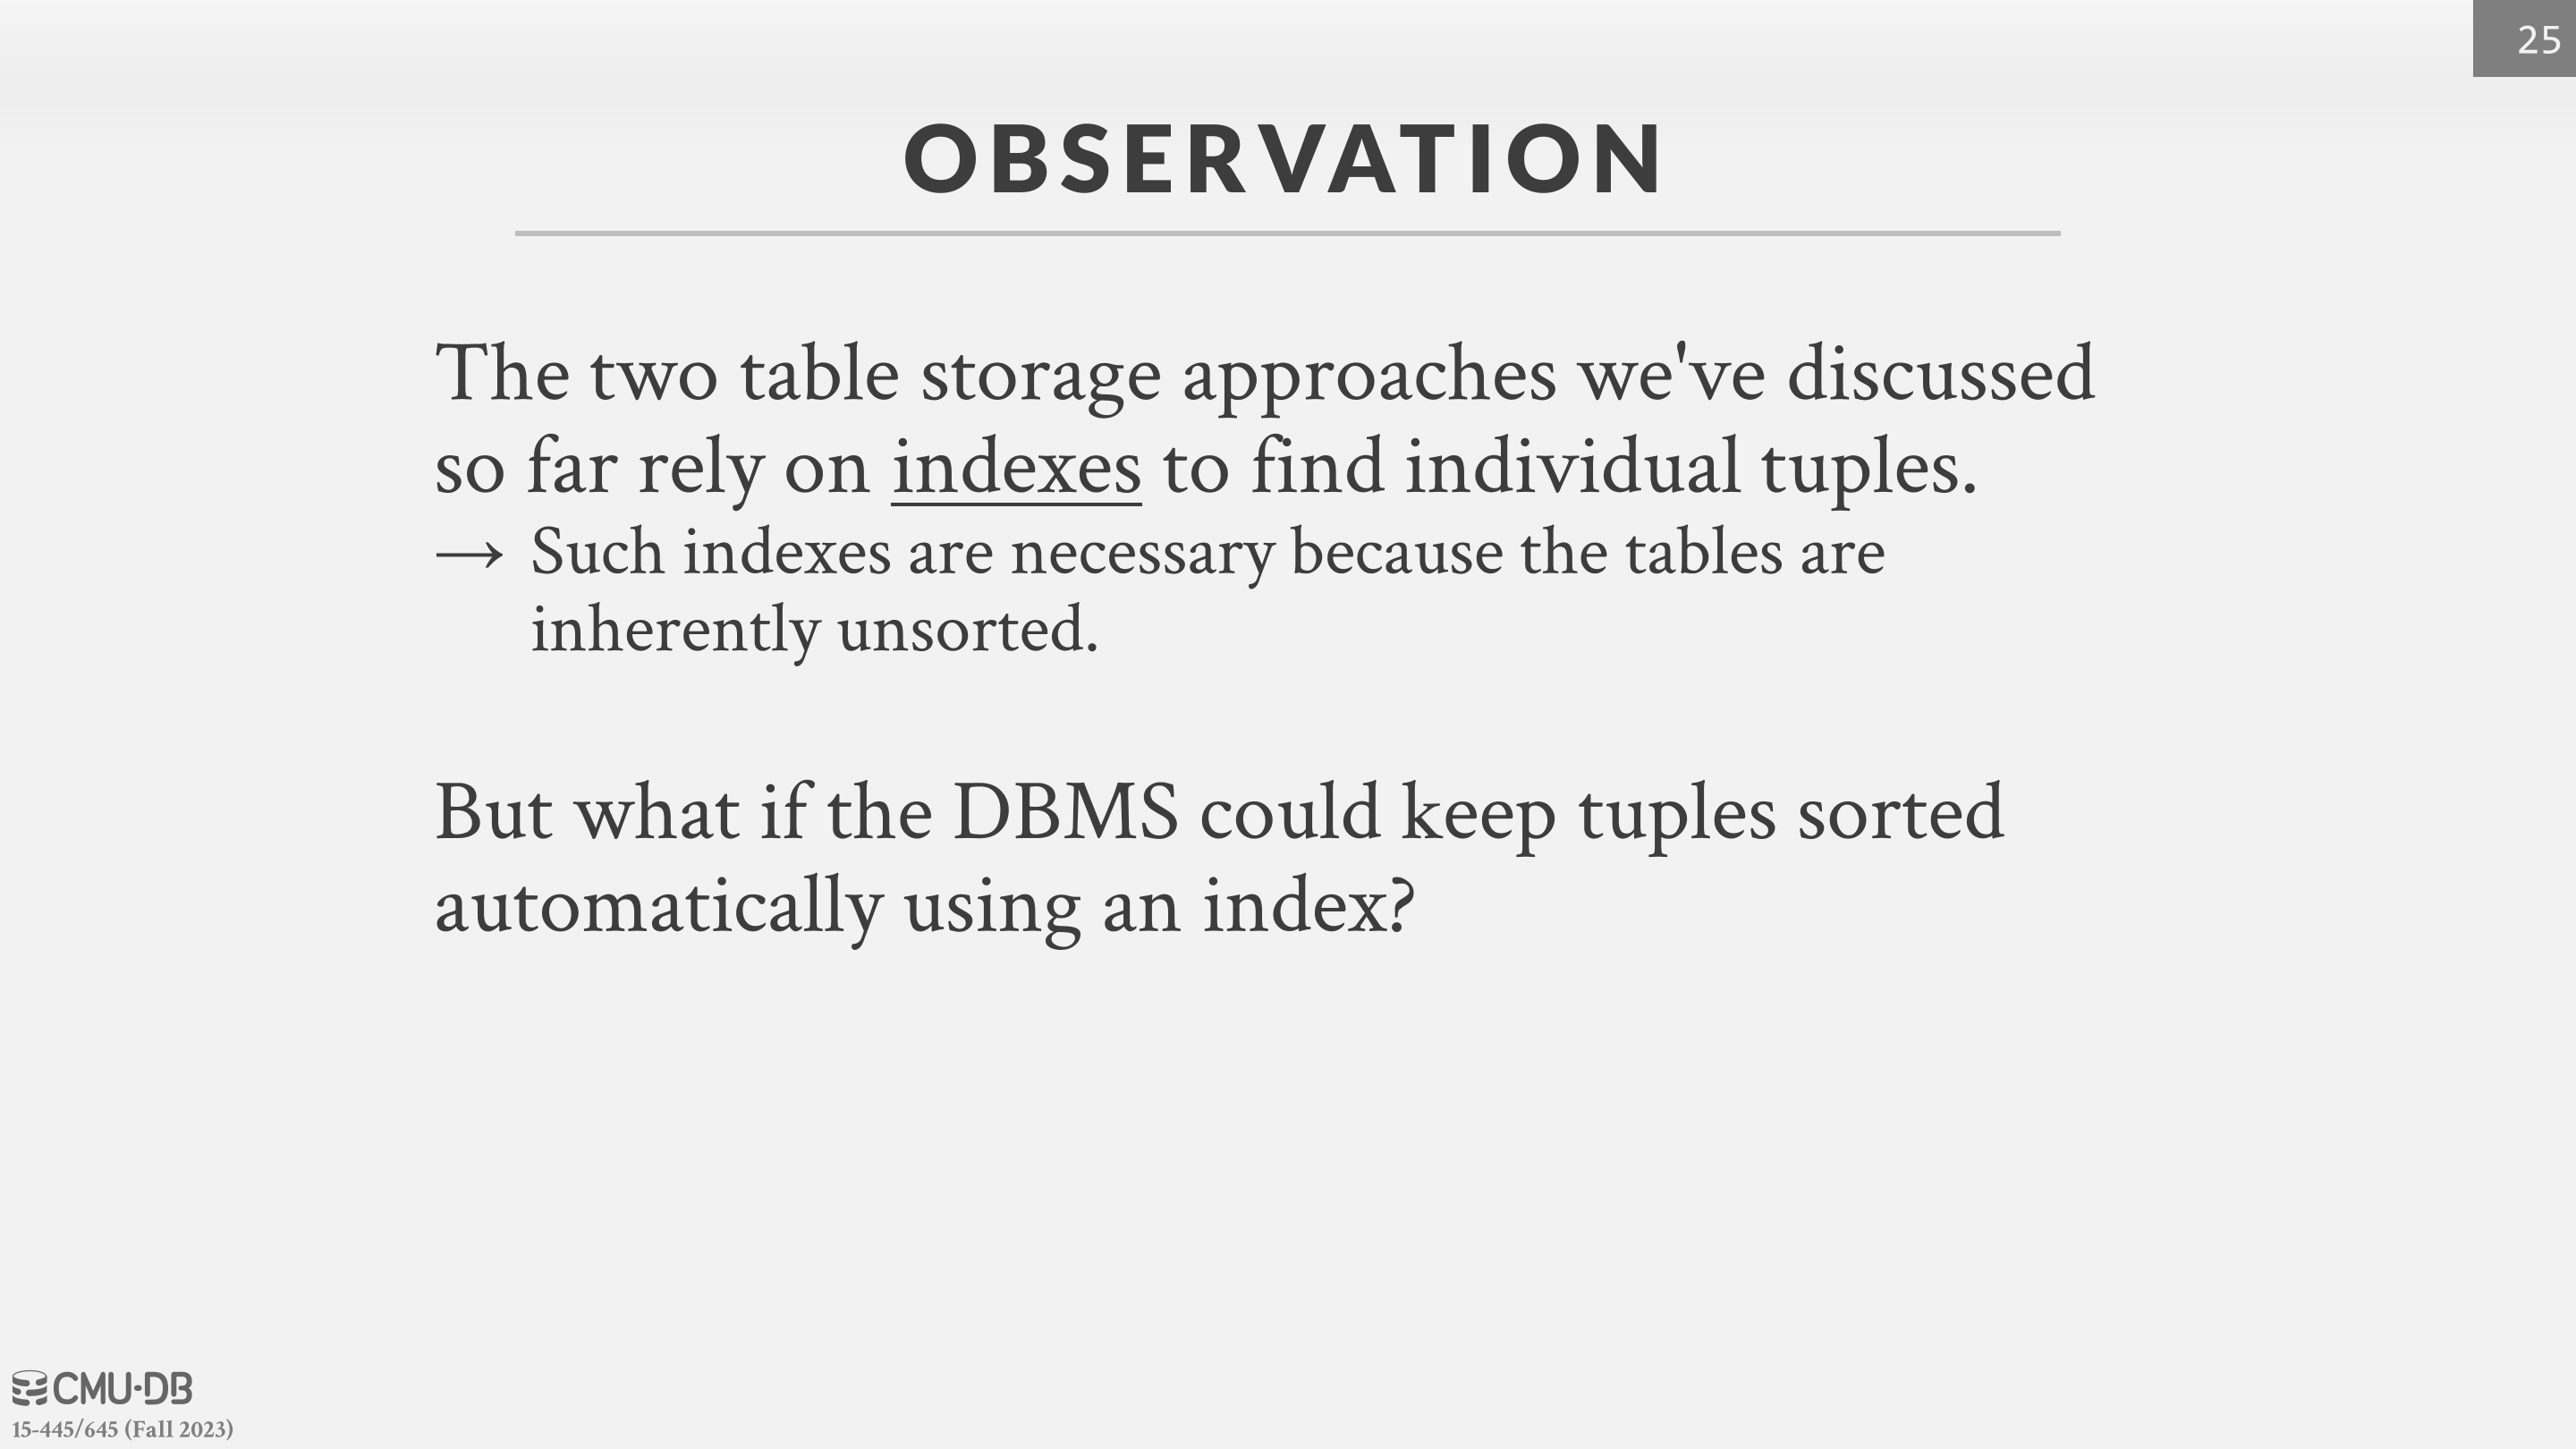 25
OBSERVATION
The two table storage approaches we've discussed
so far rely on indexes to find individual tuples.
→ Such indexes are necessary because the tables are
inherently unsorted.
But what if the DBMS could keep tuples sorted
automatically using an index?
CMU·DB
15-445/645 (Fall 2023)